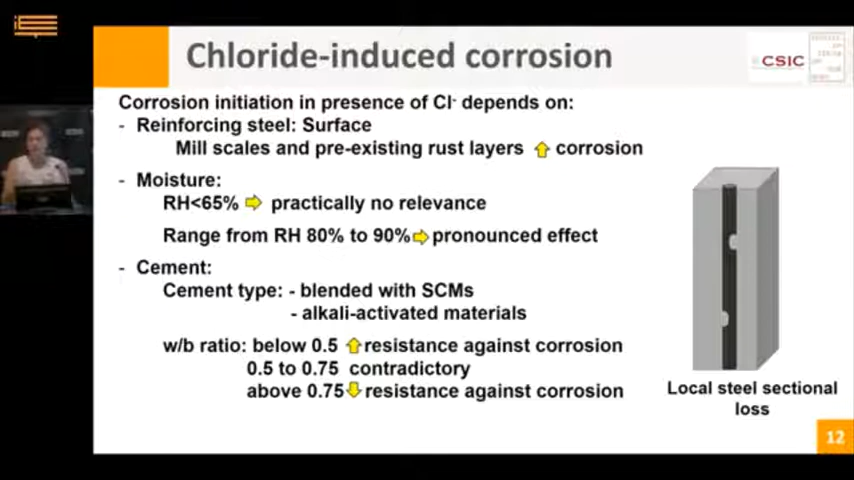 Chloride-induced corrosion
CSIC
Corrosion initiation in presence of Cl- depends on:
- Reinforcing steel: Surface
Mill scales and pre-existing rust layers corrosion
- Moisture:
RH<65% practically no relevance
Range from RH 80% to 90% pronounced effect
- Cement:
Cement type: - blended with SCMs
- alkali-activated materials
w/b ratio: below 0.5 resistance against corrosion
0.5 to 0.75 contradictory
above 0.75 resistance against corrosion
Local steel sectional
loss
12